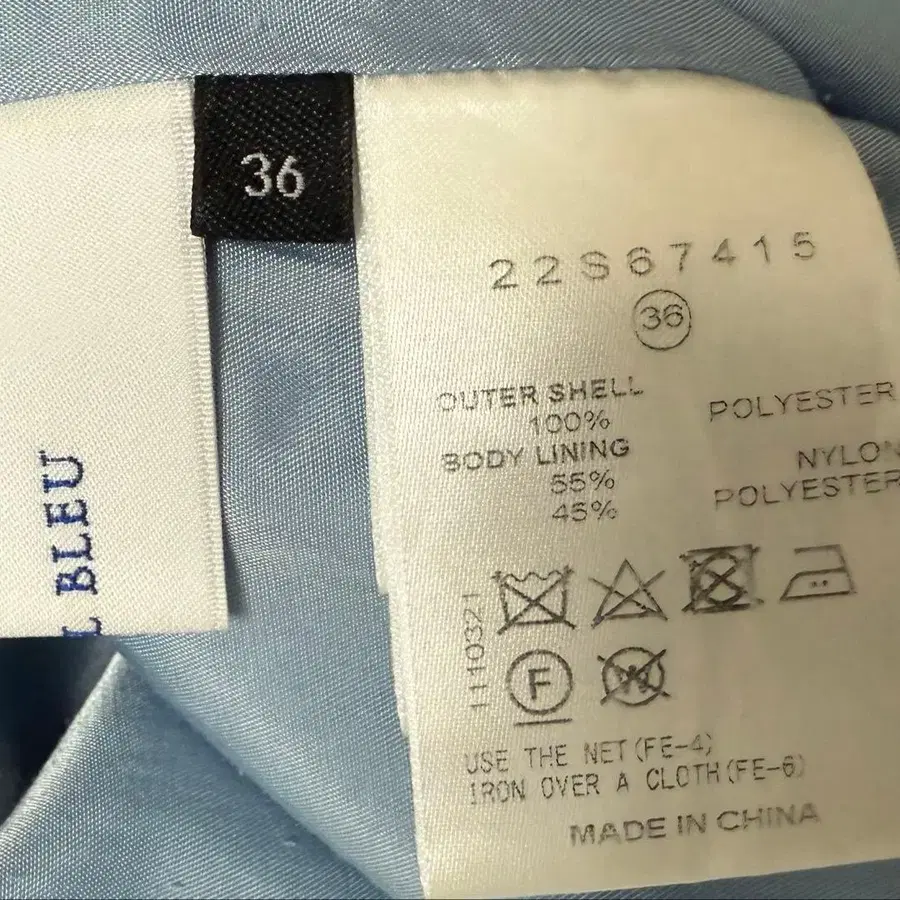 BLEU
36
22S67415
36
OUTER SHELL
100% POLYESTER
BODY LINING
55% NYLON
45% POLYESTER
1110321
F
W
USE THE NET(FE-4)
IRON OVER A CLOTH(FE-6)
MADE IN CHINA